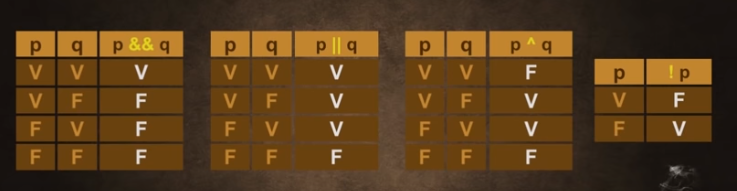 p q p && q
V V V
V F F
F V F
F F F
p q p || q
V V V
V F V
F V V
F F F
p q p ^ q
V V F
V F V
F V V
F F F
p ! p
V F
F V